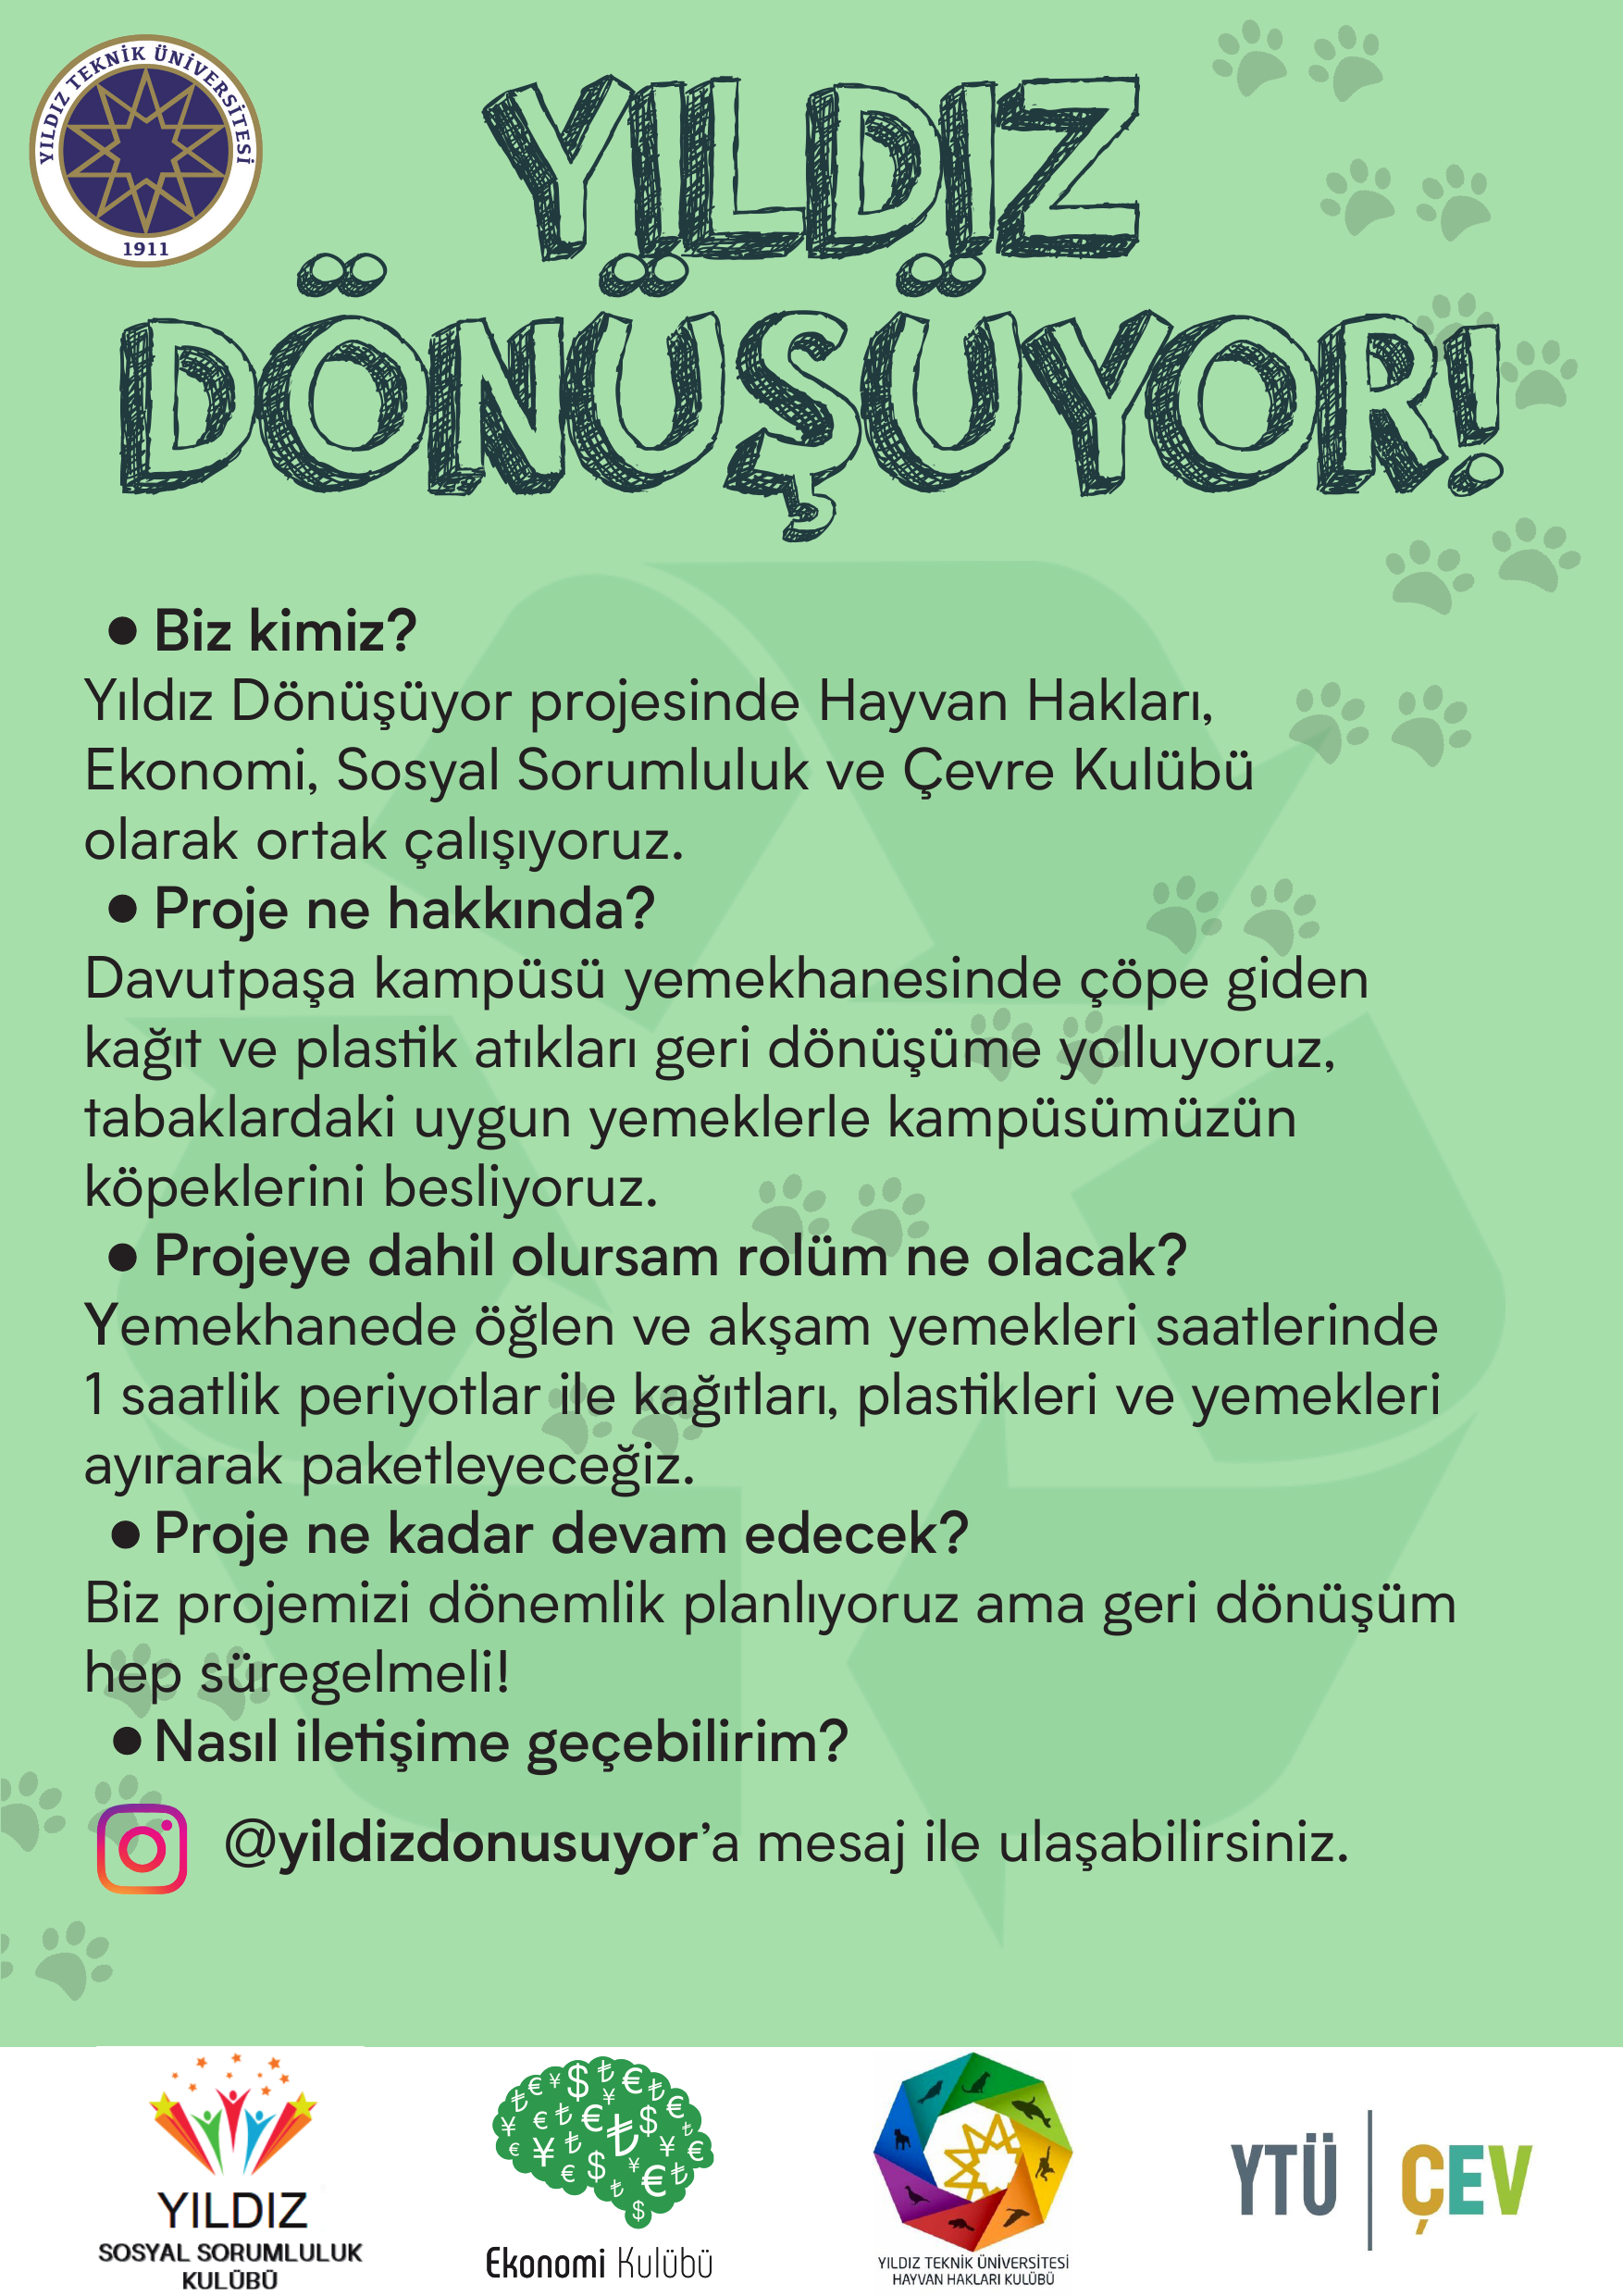 YILDIZ TEKNİK ÜNİVERSİTESİ
1911
YILDIZ
DÖNÜŞÜYOR!
• Biz kimiz?
Yıldız Dönüşüyor projesinde Hayvan Hakları,
Ekonomi, Sosyal Sorumluluk ve Çevre Kulübü
olarak ortak çalışıyoruz.
• Proje ne hakkında?
Davutpaşa kampüsü yemekhanesinde çöpe giden
kağıt ve plastik atıkları geri dönüşüme yolluyoruz,
tabaklardaki uygun yemeklerle kampüsümüzün
köpeklerini besliyoruz.
• Projeye dahil olursam rolüm ne olacak?
Yemekhanede öğlen ve akşam yemekleri saatlerinde
1 saatlik periyotlar ile kağıtları, plastikleri ve yemekleri
ayırarak paketleyeceğiz.
• Proje ne kadar devam edecek?
Biz projemizi dönemlik planlıyoruz ama geri dönüşüm
hep süregelmeli!
• Nasıl iletişime geçebilirim?
@yildizdonusuyor’a mesaj ile ulaşabilirsiniz.
YILDIZ
SOSYAL SORUMLULUK
KULÜBÜ
Ekonomi Kulübü
YILDIZ TEKNİK ÜNİVERSİTESİ
HAYVAN HAKLARI KULÜBÜ
YTÜ | ÇEV